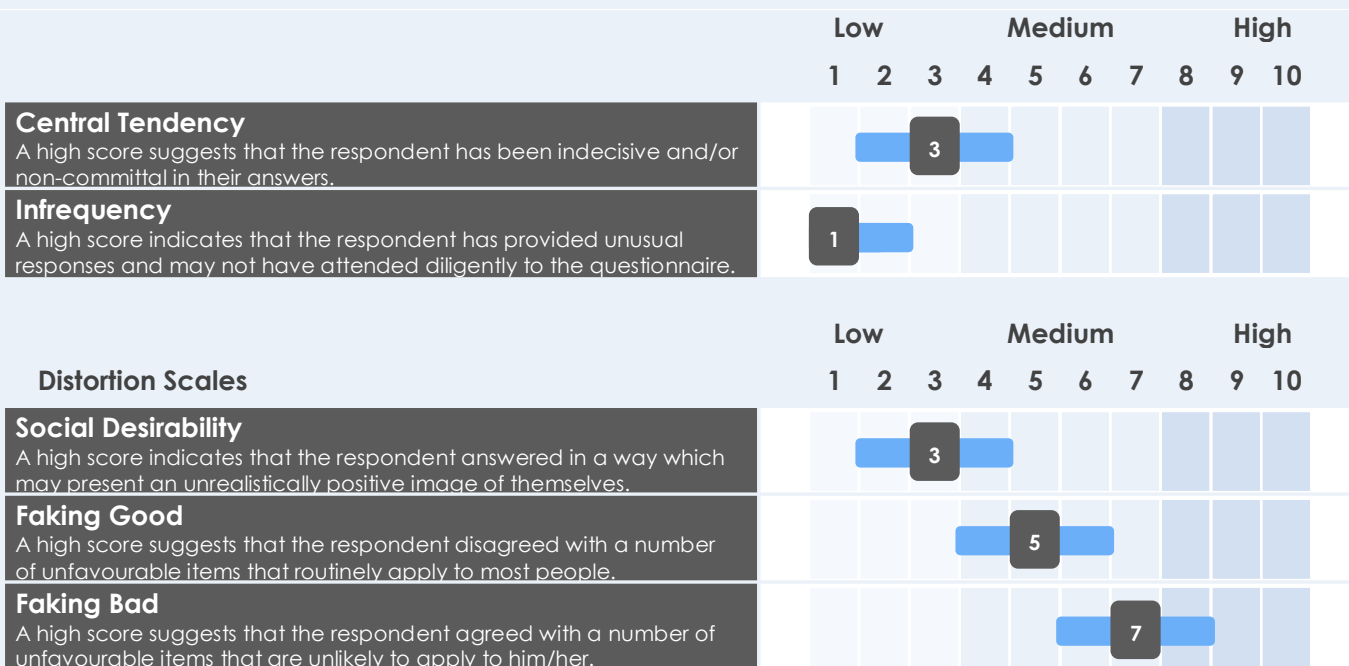 Low Medium High
1 2 3 4 5 6 7 8 9 10
Central Tendency
A high score suggests that the respondent has been indecisive and/or
non-committal in their answers.
3
Infrequency
A high score indicates that the respondent has provided unusual
responses and may not have attended diligently to the questionnaire.
1
Low Medium High
Distortion Scales 1 2 3 4 5 6 7 8 9 10
Social Desirability
A high score indicates that the respondent answered in a way which
may present an unrealistically positive image of themselves.
3
Faking Good
A high score suggests that the respondent disagreed with a number
of unfavourable items that routinely apply to most people.
5
Faking Bad
A high score suggests that the respondent agreed with a number of
unfavourable items that are unlikely to apply to him/her.
7